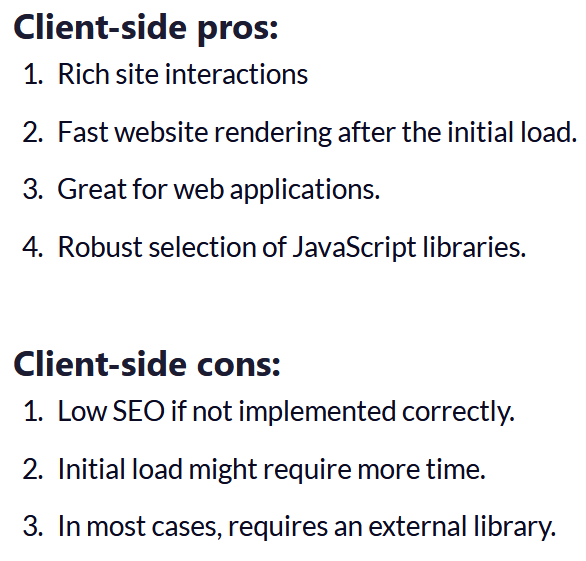 Client-side pros:
1. Rich site interactions
2. Fast website rendering after the initial load.
3. Great for web applications.
4. Robust selection of JavaScript libraries.
Client-side cons:
1. Low SEO if not implemented correctly.
2. Initial load might require more time.
3. In most cases, requires an external library.